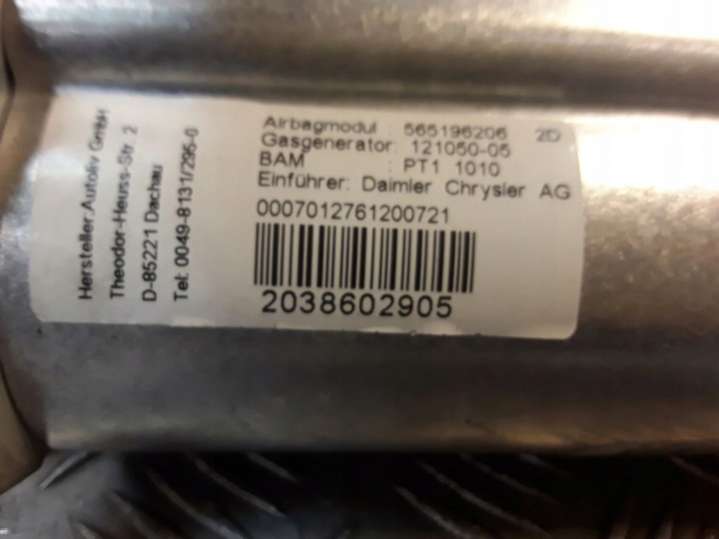 Hersteller:Autoliv GmbH
Theodor-Heuss-Str. 2
D-85221 Dachau
Tel: 0049-8131/295-0
Airbagmodul : 565196206 2D
Gasgenerator: 121050-05
BAM : PT1 1010
Einführer: Daimler Chrysler AG
0007012761200721
2038602905